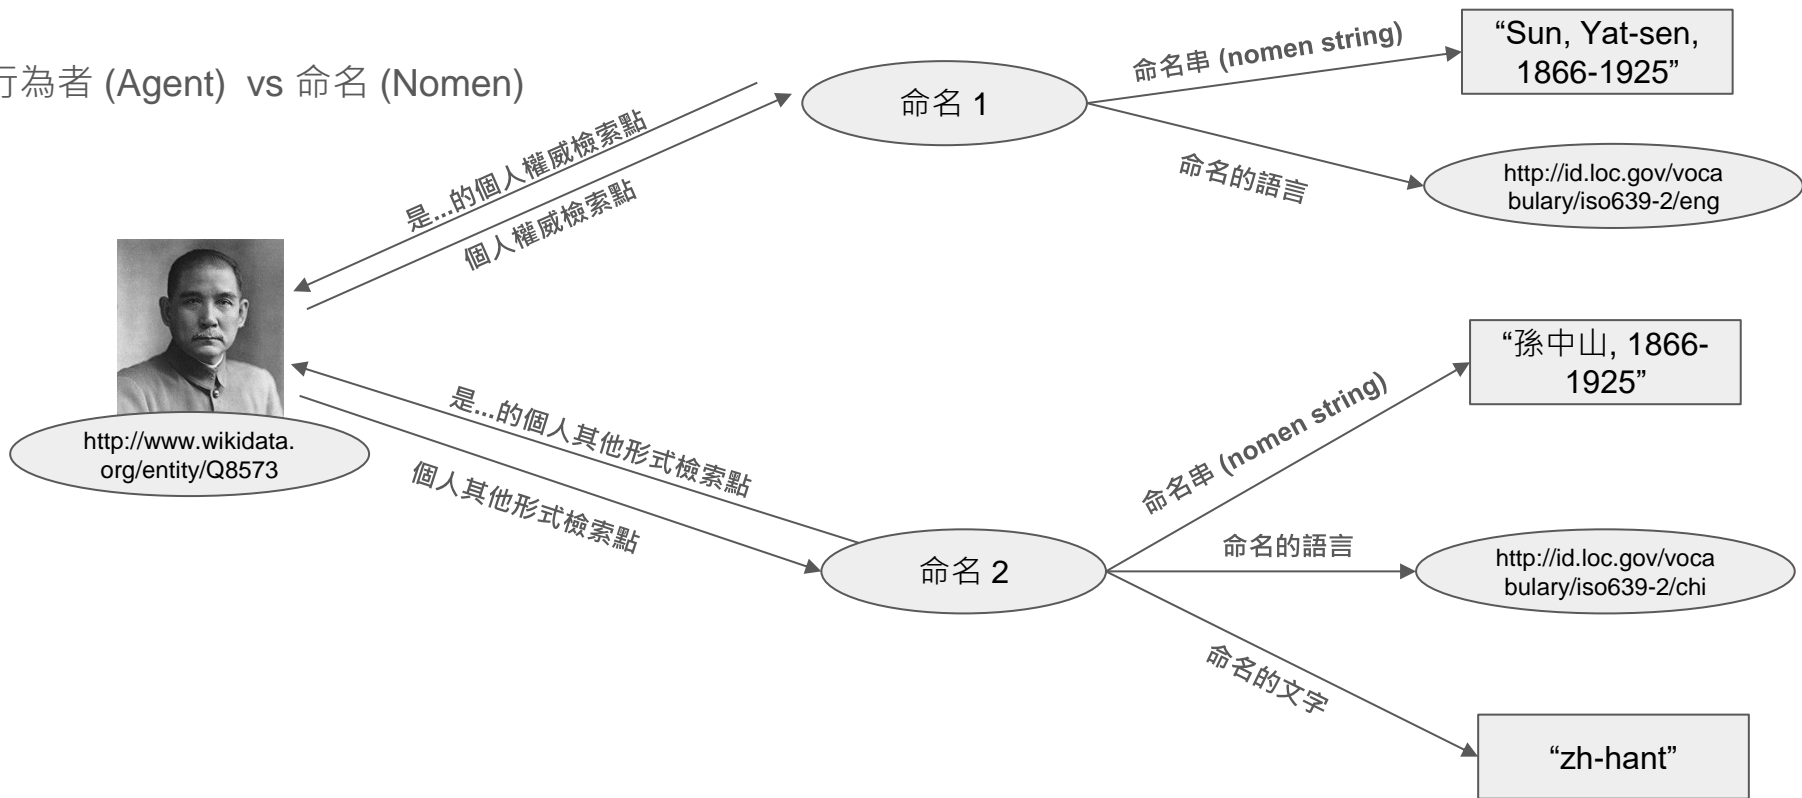 行為者 (Agent) vs 命名 (Nomen)
是...的個人權威檢索點
個人權威檢索點
命名 1
命名串 (nomen string)
“Sun, Yat-sen,
1866-1925”
命名的語言
http://id.loc.gov/voca
bulary/iso639-2/eng
http://www.wikidata.
org/entity/Q8573
是...的個人其他形式檢索點
個人其他形式檢索點
命名 2
命名串 (nomen string)
“孫中山, 1866-
1925”
命名的語言
http://id.loc.gov/voca
bulary/iso639-2/chi
命名的文字
“zh-hant”